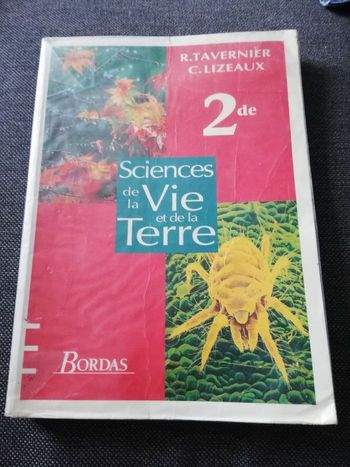 R.TAVERNIER
C.LIZEAUX
2de
Sciences
de la Vie
et de la
Terre
BORDAS